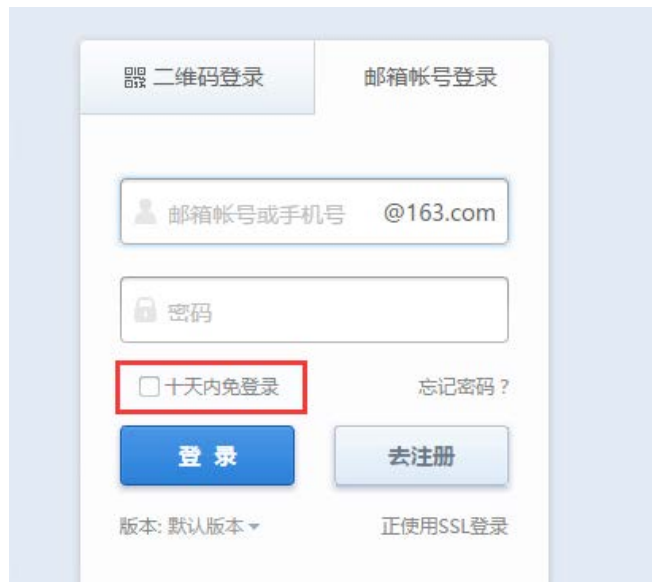 二维码登录 邮箱帐号登录
邮箱帐号或手机号 @163.com
密码
十天内免登录 忘记密码？
登 录 去注册
版本: 默认版本 正使用SSL登录